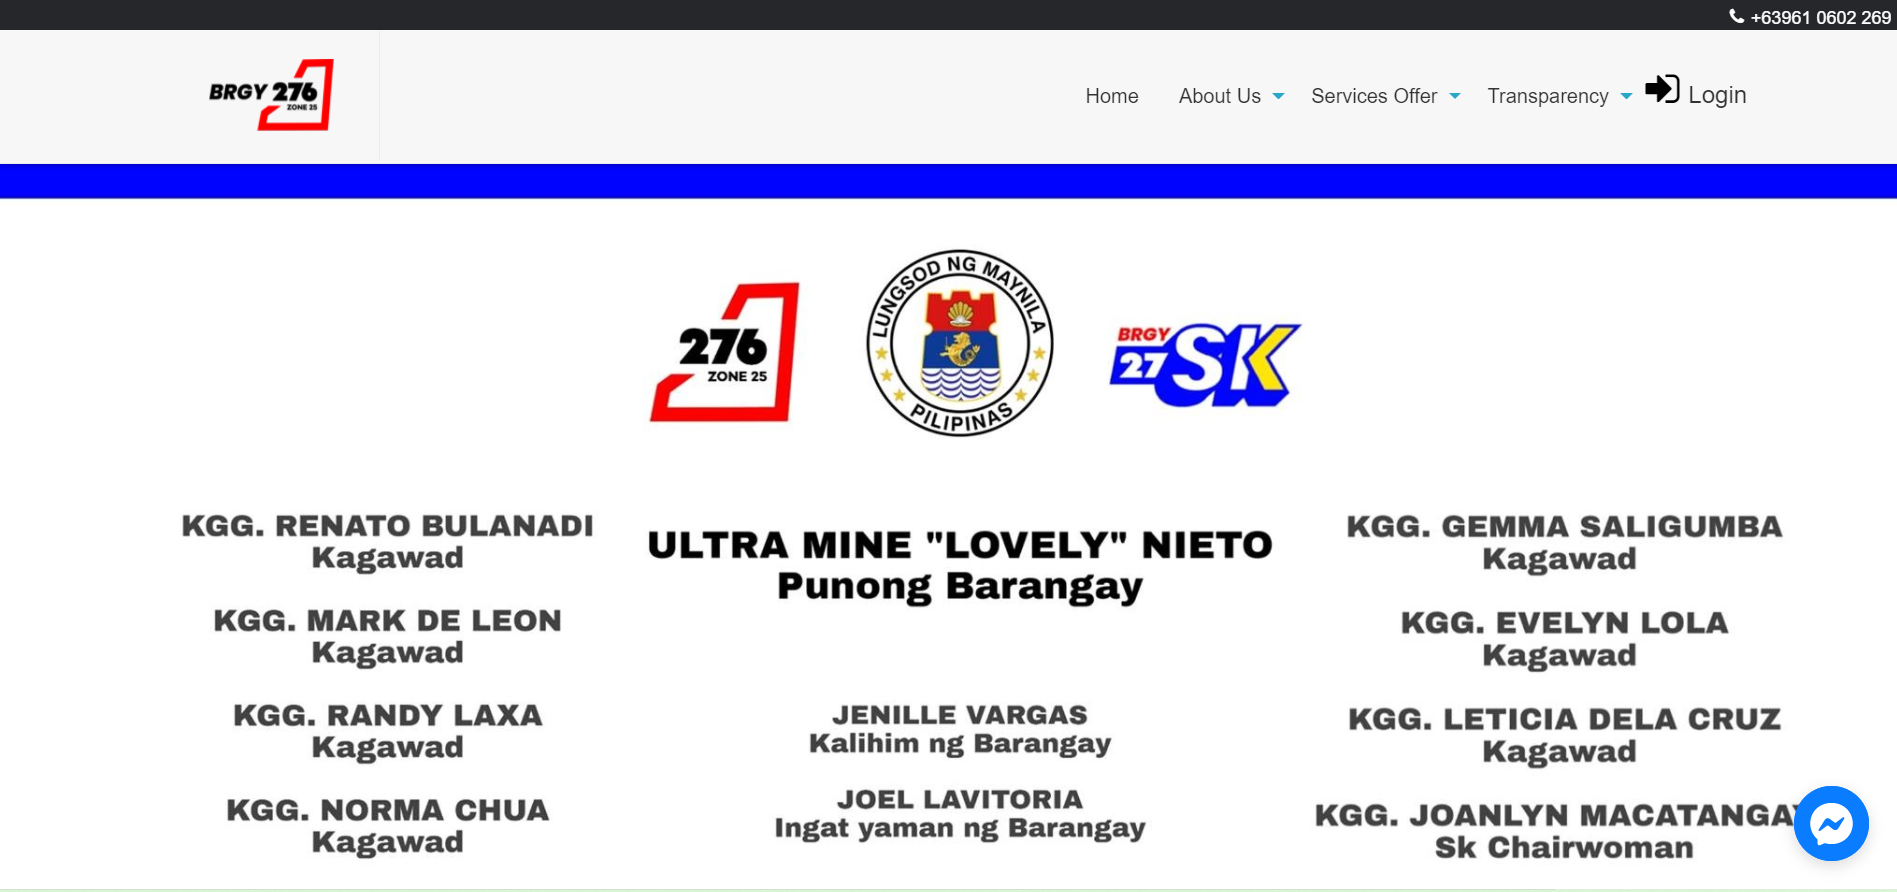 +63961 0602 269
BRGY 276
ZONE 25
Home
About Us
Services Offer
Transparency
Login
276
ZONE 25
LUNGSOD NG MAYNILA
PILIPINAS
BRGY
27 SK
KGG. RENATO BULANADI
Kagawad
KGG. MARK DE LEON
Kagawad
KGG. RANDY LAXA
Kagawad
KGG. NORMA CHUA
Kagawad
ULTRA MINE "LOVELY" NIETO
Punong Barangay
JENILLE VARGAS
Kalihim ng Barangay
JOEL LAVITORIA
Ingat yaman ng Barangay
KGG. GEMMA SALIGUMBA
Kagawad
KGG. EVELYN LOLA
Kagawad
KGG. LETICIA DELA CRUZ
Kagawad
KGG. JOANLYN MACATANGAY
Sk Chairwoman